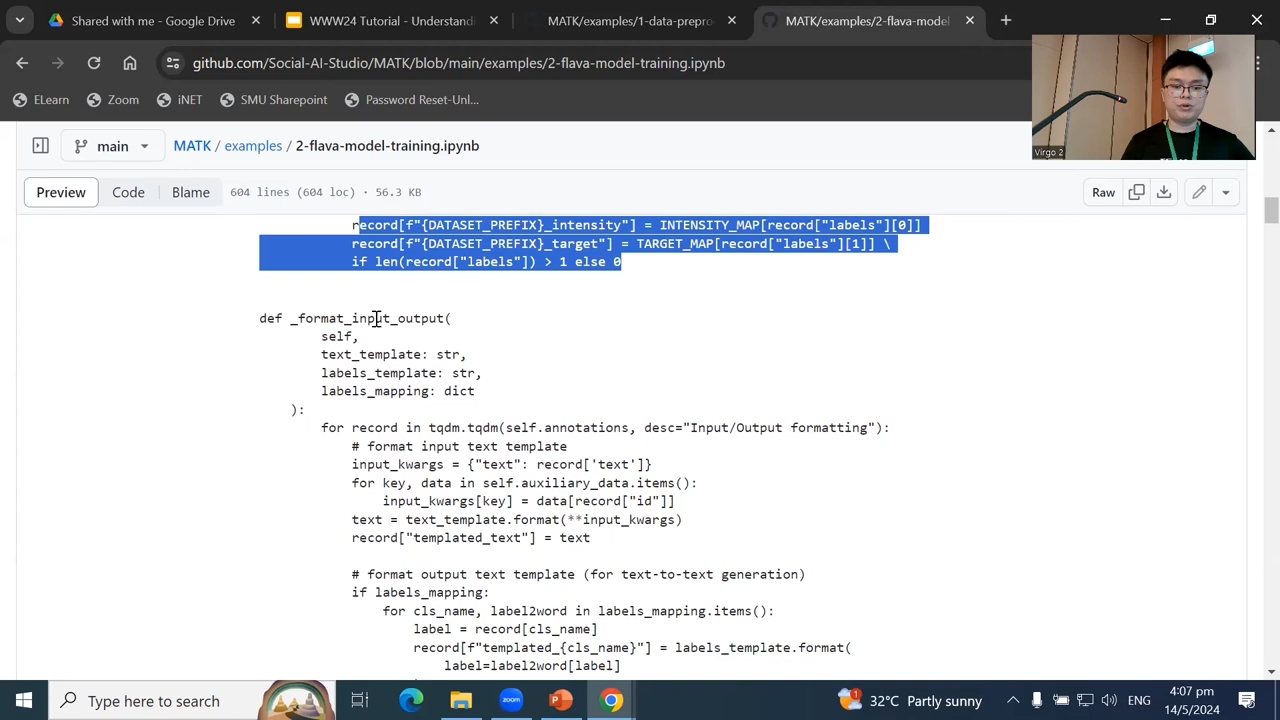 Shared with me - Google Drive
WWW24 Tutorial - Understandi
MATK/examples/1-data-prepro
MATK/examples/2-flava-model
github.com/Social-AI-Studio/MATK/blob/main/examples/2-flava-model-training.ipynb
ELearn
Zoom
iNET
SMU Sharepoint
Password Reset-Unl...
Virgo 2
main
MATK / examples / 2-flava-model-training.ipynb
Preview
Code
Blame
604 lines (604 loc) · 56.3 KB
Raw
record[f"{DATASET_PREFIX}_intensity"] = INTENSITY_MAP[record["labels"][0]]
record[f"{DATASET_PREFIX}_target"] = TARGET_MAP[record["labels"][1]] \
if len(record["labels"]) > 1 else 0
def _format_input_output(
self,
text_template: str,
labels_template: str,
labels_mapping: dict
):
for record in tqdm.tqdm(self.annotations, desc="Input/Output formatting"):
# format input text template
input_kwargs = {"text": record['text']}
for key, data in self.auxiliary_data.items():
input_kwargs[key] = data[record["id"]]
text = text_template.format(**input_kwargs)
record["templated_text"] = text
# format output text template (for text-to-text generation)
if labels_mapping:
for cls_name, label2word in labels_mapping.items():
label = record[cls_name]
record[f"templated_{cls_name}"] = labels_template.format(
label=label2word[label]
Type here to search
1
32°C Partly sunny
ENG
4:07 pm
14/5/2024